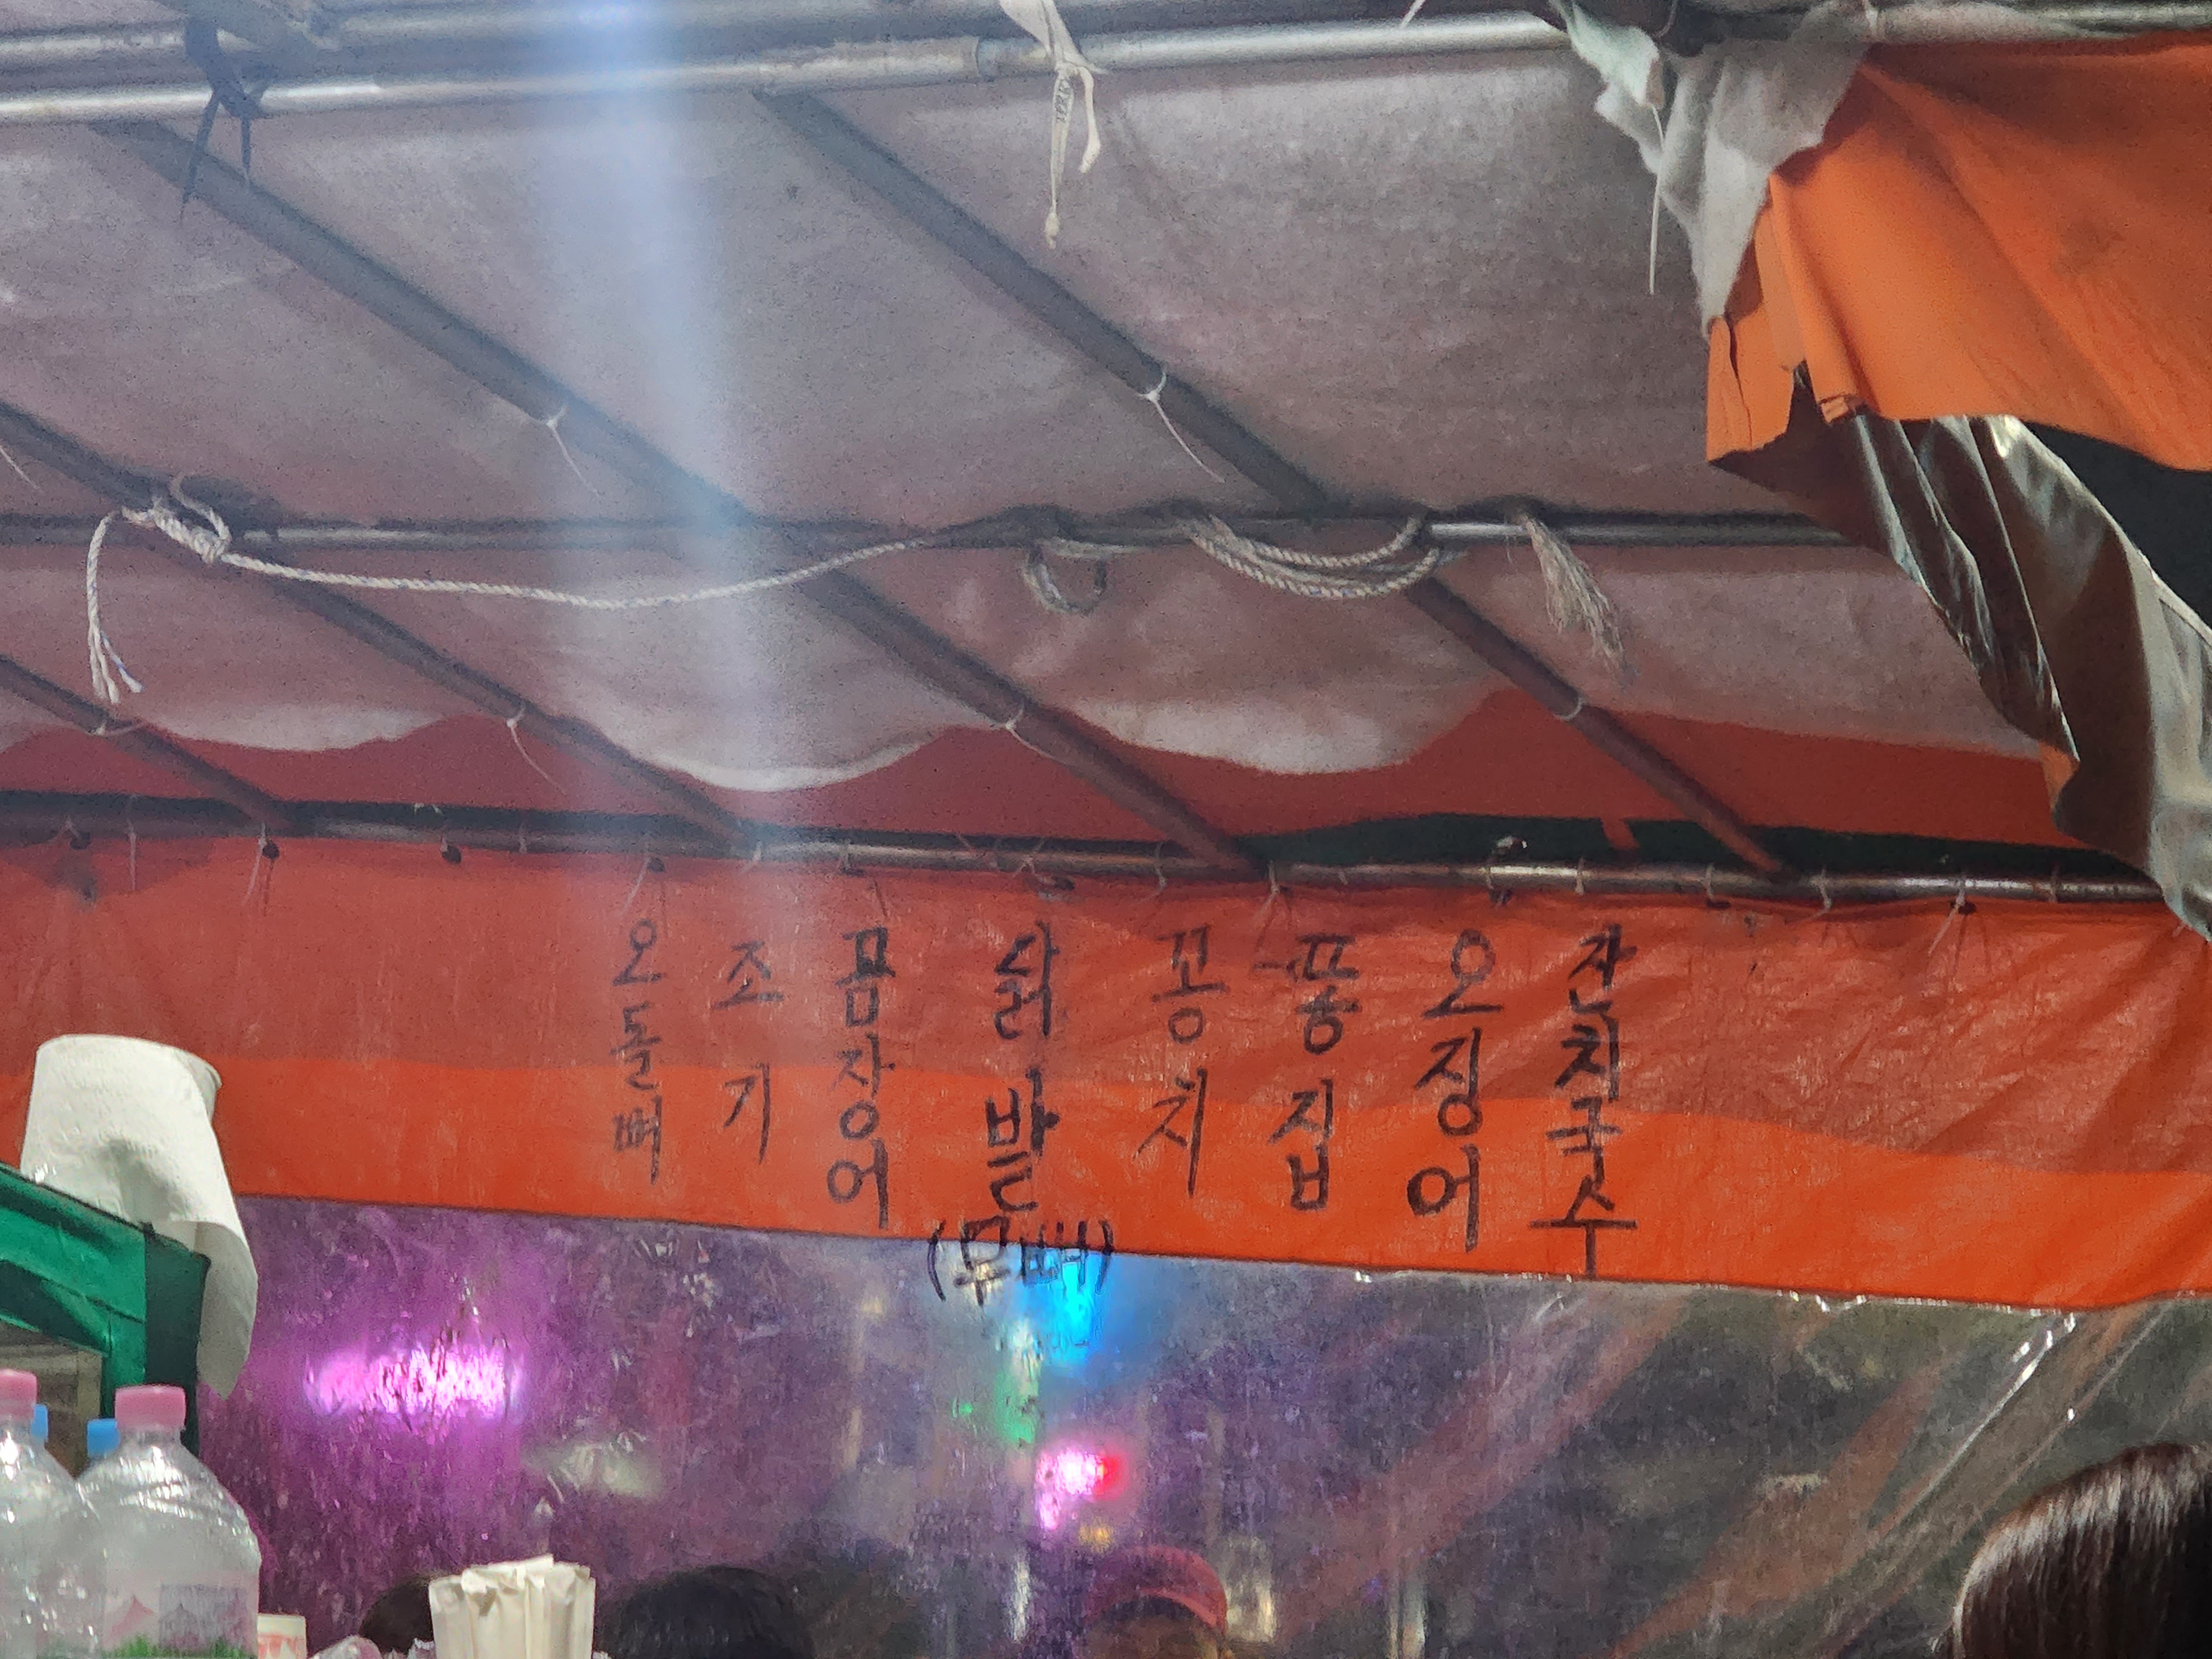 오돌뼈
조기
꼼장어
닭발
(무뼈)
꽁치
똥집
오징어
잔치국수